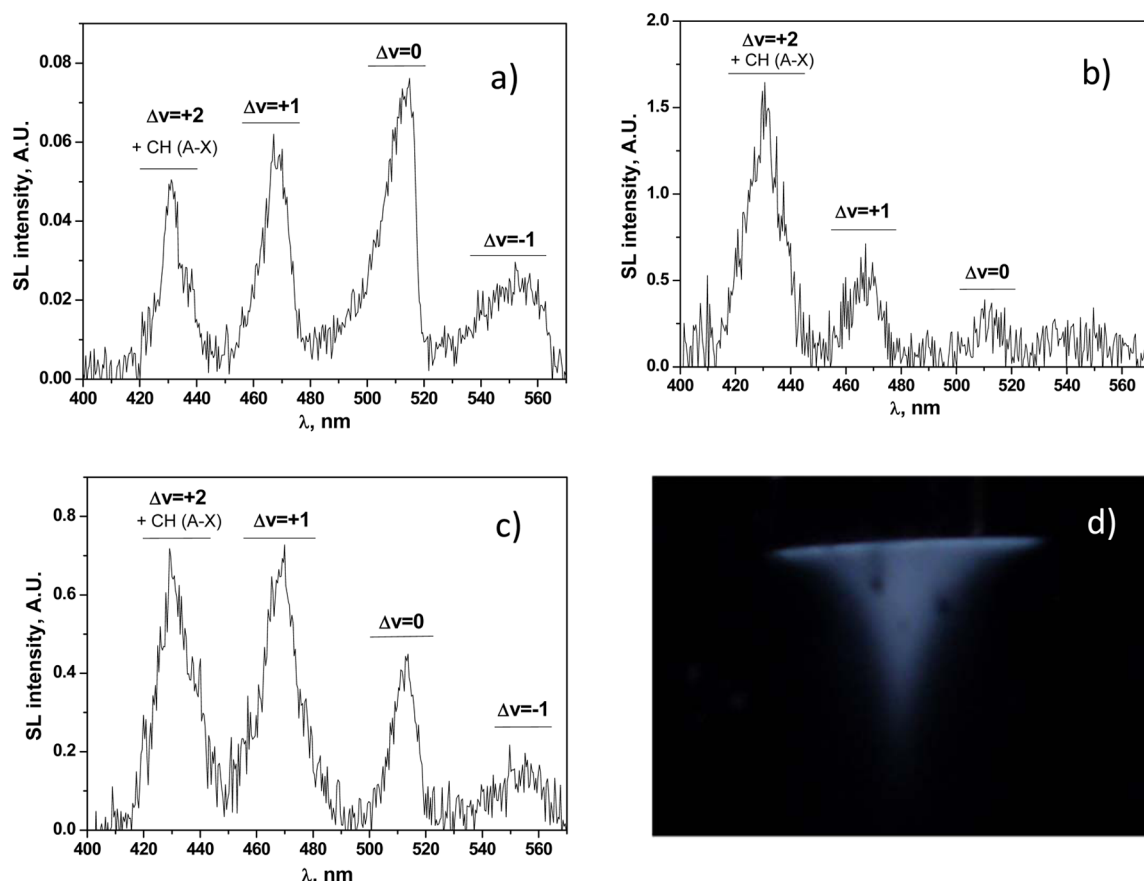 a)
Δv=0
Δv=+1
Δv=+2
+ CH (A-X)
Δv=-1
SL intensity, A.U.
0.08
0.06
0.04
0.02
0.00
400 420 440 460 480 500 520 540 560
λ, nm
b)
Δv=+2
+ CH (A-X)
Δv=+1
Δv=0
SL intensity, A.U.
2.0
1.5
1.0
0.5
0.0
400 420 440 460 480 500 520 540 560
λ, nm
c)
Δv=+2
+ CH (A-X)
Δv=+1
Δv=0
Δv=-1
SL intensity, A.U.
0.8
0.6
0.4
0.2
0.0
400 420 440 460 480 500 520 540 560
λ, nm
d)